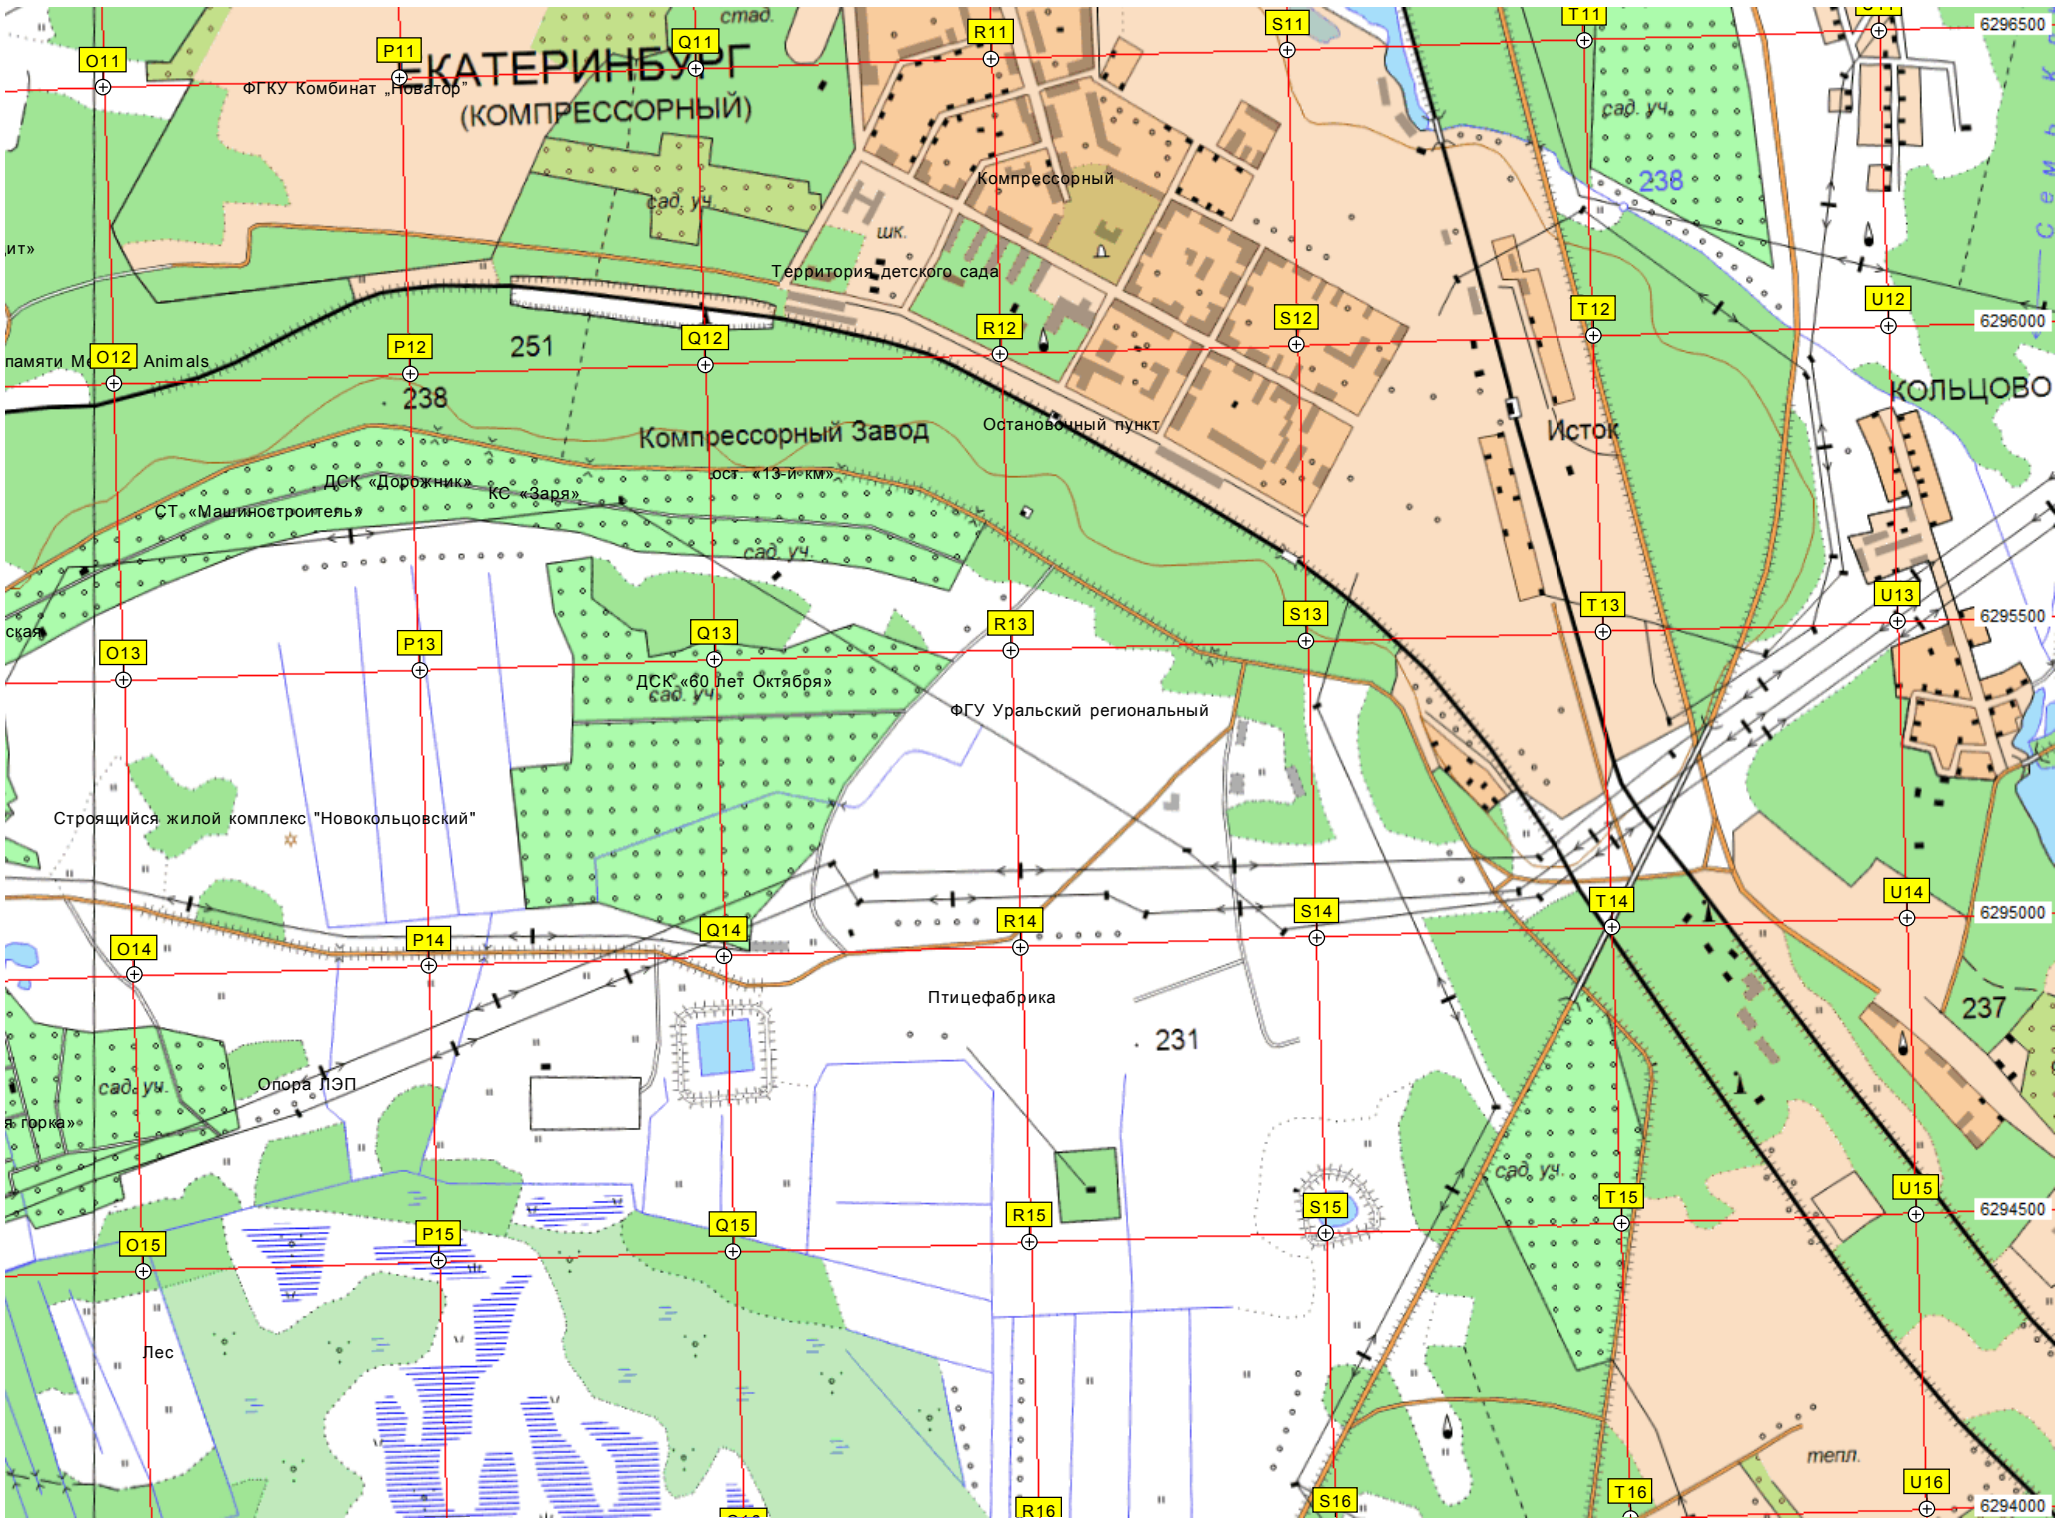 стад.
R11
S11
T11
6296500
O11
P11
Q11
ЕКАТЕРИНБУРГ
ФГКУ Комбинат „Новатор"
(КОМПРЕССОРНЫЙ)
сад. уч.
Компрессорный
238
сад. уч.
шк.
Территория детского сада
ит»
U12
6296000
T12
S12
R12
Q12
P12
O12
251
памяти
Animals
238
КОЛЬЦОВО
Компрессорный Завод
Остановочный пункт
Исток
ост. «13-й км»
ДСК «Дорожник»
КС «Заря»
СТ «Машиностроитель»
сад. уч.
ская
U13
6295500
T13
S13
R13
Q13
P13
O13
ДСК «60 лет Октября»
сад. уч.
ФГУ Уральский региональный
Строящийся жилой комплекс "Новокольцовский"
U14
6295000
T14
S14
R14
Q14
P14
O14
Птицефабрика
237
231
сад. уч.
Опора ЛЭП
я горка»
сад. уч.
U15
6294500
T15
S15
R15
Q15
P15
O15
Лес
тепл.
U16
6294000
T16
S16
R16